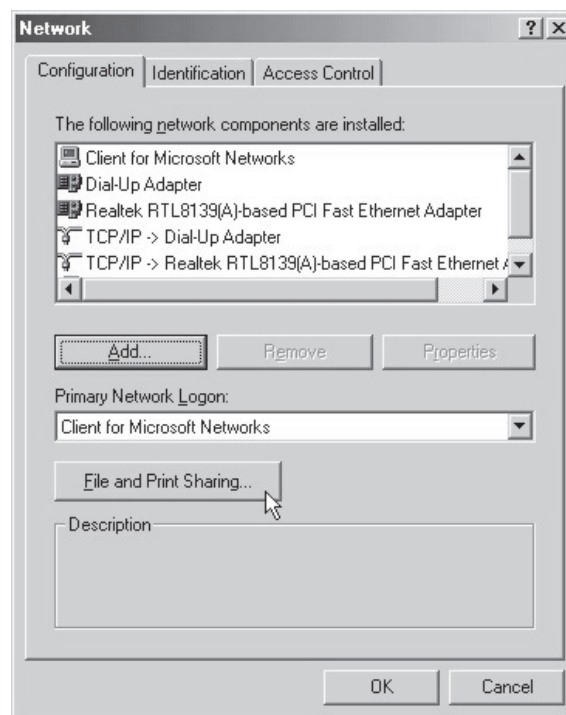 Network
Configuration Identification Access Control
The following network components are installed:
Client for Microsoft Networks
Dial-Up Adapter
Realtek RTL8139(A)-based PCI Fast Ethernet Adapter
TCP/IP -> Dial-Up Adapter
TCP/IP -> Realtek RTL8139(A)-based PCI Fast Ethernet
Add... Remove Properties
Primary Network Logon:
Client for Microsoft Networks
File and Print Sharing...
Description
OK Cancel